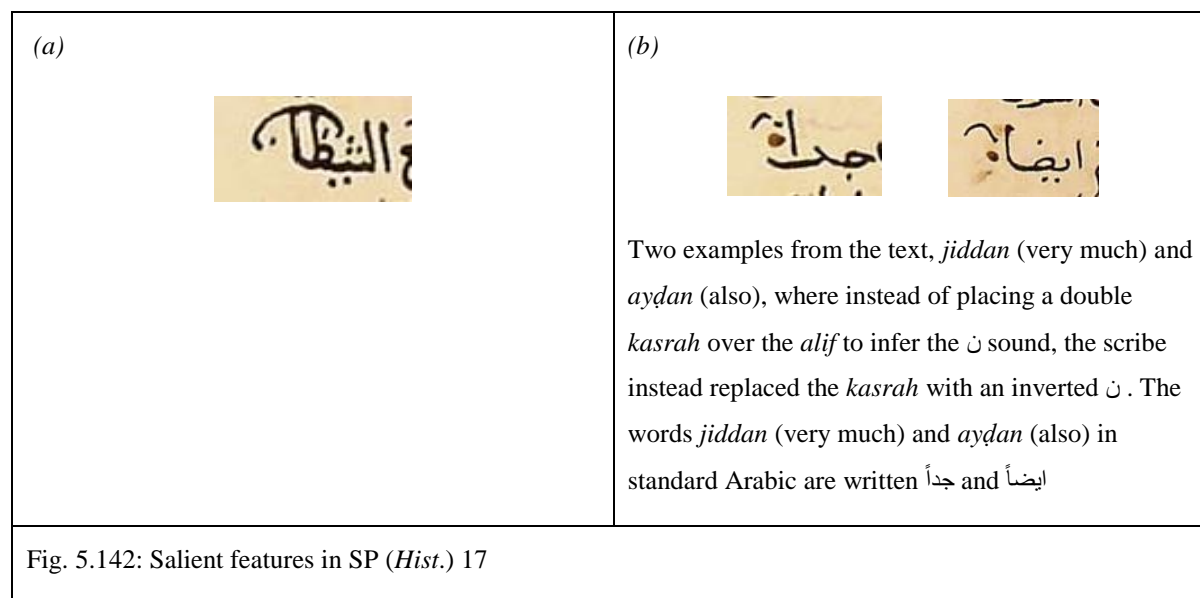 (a)
الشيطان
(b)
جدا
ايضا
Two examples from the text, jiddan (very much) and
ayḍan (also), where instead of placing a double
kasrah over the alif to infer the ن sound, the scribe
instead replaced the kasrah with an inverted ن . The
words jiddan (very much) and ayḍan (also) in
standard Arabic are written جداً and ايضاً
Fig. 5.142: Salient features in SP (Hist.) 17